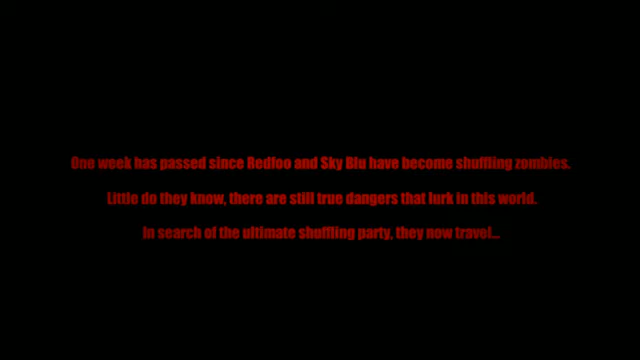 One week has passed since Redfoo and Sky Blu have become shuffling zombies.
Little do they know, there are still true dangers that lurk in this world.
In search of the ultimate shuffling party, they now travel...